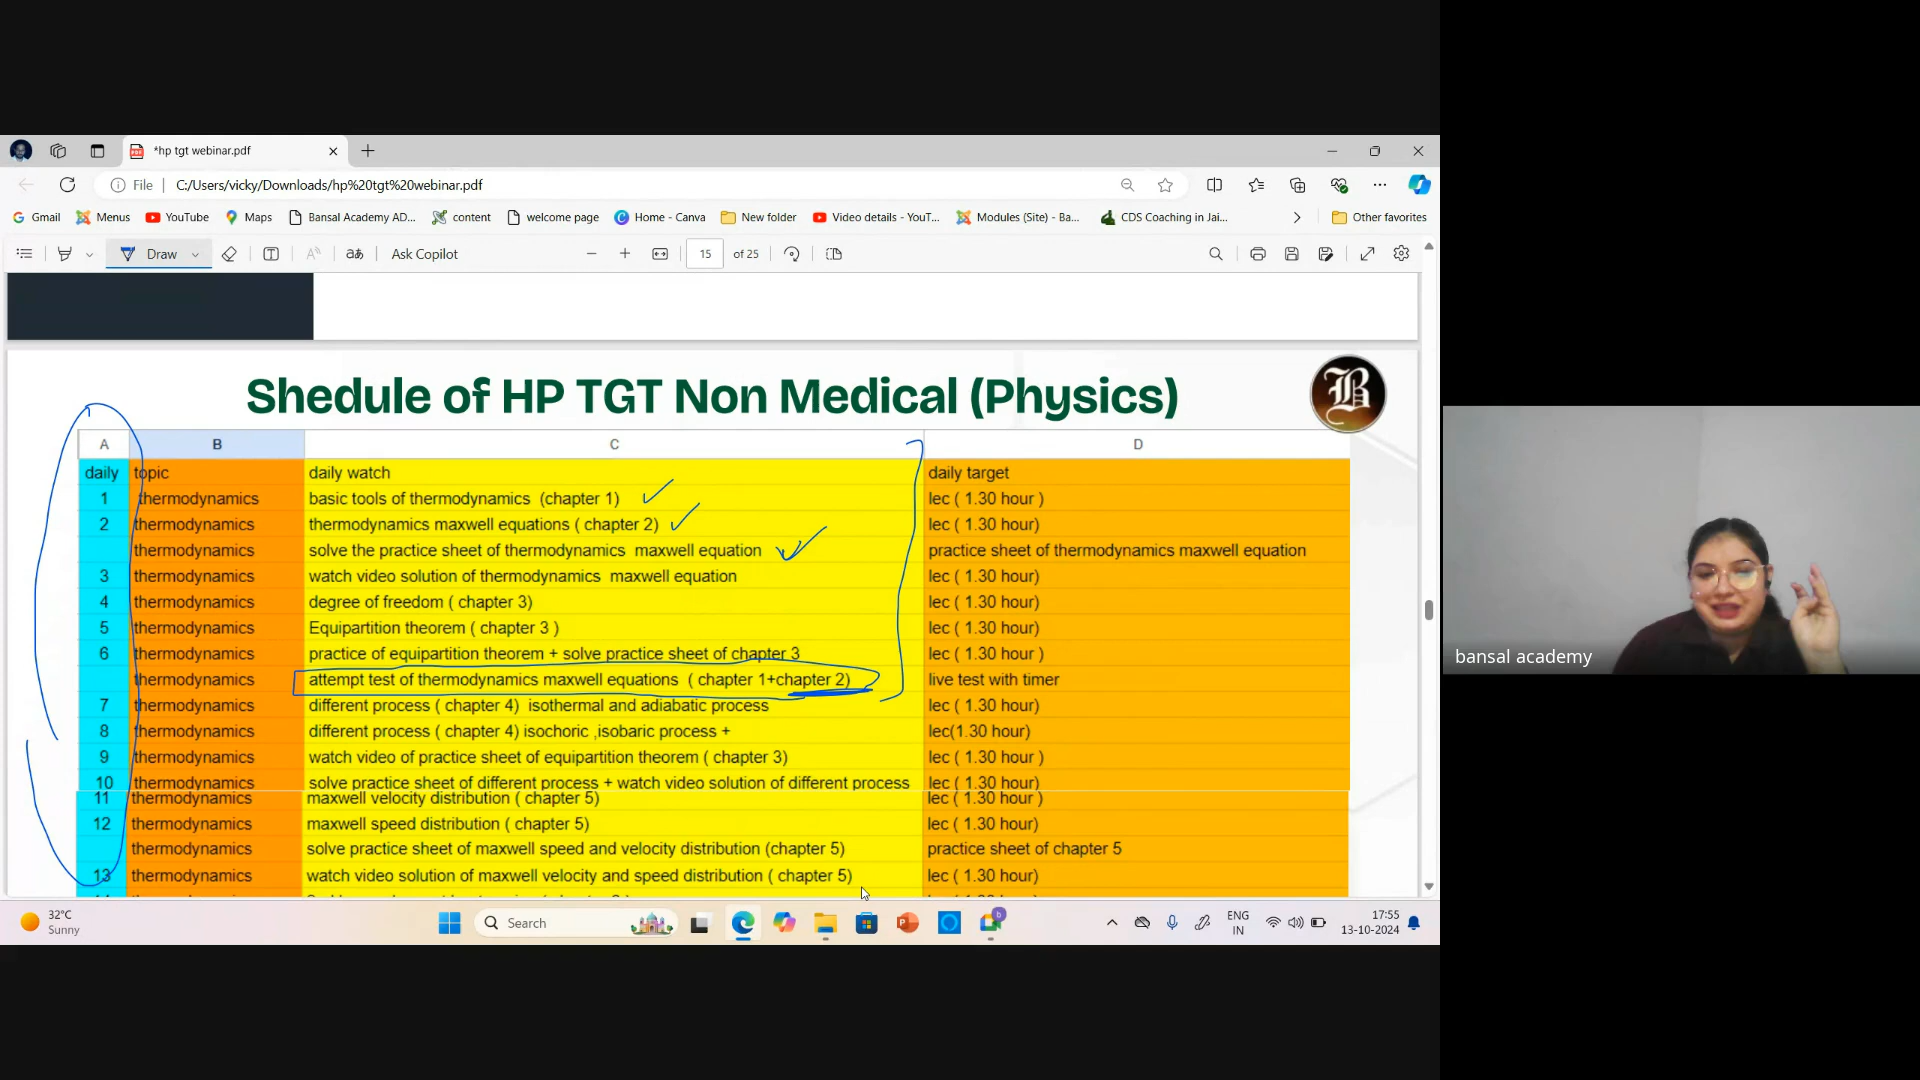 *hp tgt webinar.pdf
File C:/Users/vicky/Downloads/hp%20tgt%20webinar.pdf
Gmail Menus YouTube Maps Bansal Academy AD... content welcome page Home - Canva New folder Video details - YouT... Modules (Site) - Ba... CDS Coaching in Jai... Other favorites
Draw aあ Ask Copilot 15 of 25
Shedule of HP TGT Non Medical (Physics)
B
A B C D
daily topic daily watch daily target
1 thermodynamics basic tools of thermodynamics (chapter 1) lec ( 1.30 hour )
2 thermodynamics thermodynamics maxwell equations ( chapter 2) lec ( 1.30 hour)
thermodynamics solve the practice sheet of thermodynamics maxwell equation practice sheet of thermodynamics maxwell equation
3 thermodynamics watch video solution of thermodynamics maxwell equation lec ( 1.30 hour)
4 thermodynamics degree of freedom ( chapter 3) lec ( 1.30 hour)
5 thermodynamics Equipartition theorem ( chapter 3 ) lec ( 1.30 hour)
6 thermodynamics practice of equipartition theorem + solve practice sheet of chapter 3 lec ( 1.30 hour )
thermodynamics attempt test of thermodynamics maxwell equations ( chapter 1+chapter 2) live test with timer
7 thermodynamics different process ( chapter 4) isothermal and adiabatic process lec ( 1.30 hour)
8 thermodynamics different process ( chapter 4) isochoric ,isobaric process + lec(1.30 hour)
9 thermodynamics watch video of practice sheet of equipartition theorem ( chapter 3) lec ( 1.30 hour )
10 thermodynamics solve practice sheet of different process + watch video solution of different process lec ( 1.30 hour)
11 thermodynamics maxwell velocity distribution ( chapter 5) lec ( 1.30 hour )
12 thermodynamics maxwell speed distribution ( chapter 5) lec ( 1.30 hour)
thermodynamics solve practice sheet of maxwell speed and velocity distribution (chapter 5) practice sheet of chapter 5
13 thermodynamics watch video solution of maxwell velocity and speed distribution ( chapter 5) lec ( 1.30 hour)
bansal academy
32°C
Sunny
Search
ENG
IN
17:55
13-10-2024